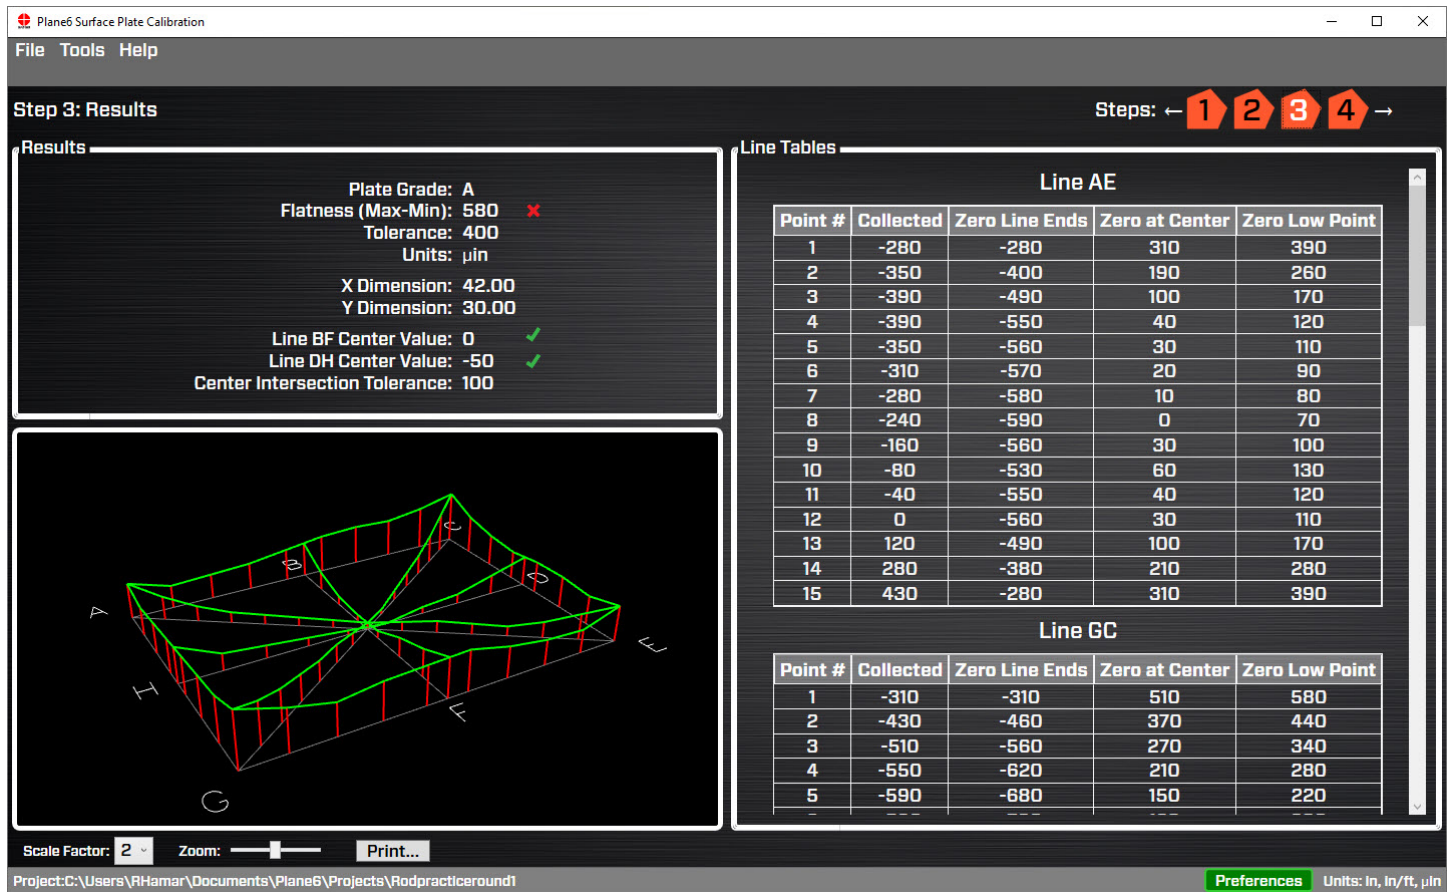 Plane6 Surface Plate Calibration
File Tools Help
Step 3: Results
Steps: ← 1 2 3 4 →
Results
Plate Grade: A
Flatness (Max-Min): 580
Tolerance: 400
Units: µin
X Dimension: 42.00
Y Dimension: 30.00
Line BF Center Value: 0
Line DH Center Value: -50
Center Intersection Tolerance: 100
A
B
C
D
E
F
G
H
Scale Factor: 2
Zoom:
Print...
Line Tables
Line AE
Point # Collected Zero Line Ends Zero at Center Zero Low Point
1 -280 -280 310 390
2 -350 -400 190 260
3 -390 -490 100 170
4 -390 -550 40 120
5 -350 -560 30 110
6 -310 -570 20 90
7 -280 -580 10 80
8 -240 -590 0 70
9 -160 -560 30 100
10 -80 -530 60 130
11 -40 -550 40 120
12 0 -560 30 110
13 120 -490 100 170
14 280 -380 210 280
15 430 -280 310 390
Line GC
Point # Collected Zero Line Ends Zero at Center Zero Low Point
1 -310 -310 510 580
2 -430 -460 370 440
3 -510 -560 270 340
4 -550 -620 210 280
5 -590 -680 150 220
Project:C:\Users\RHamar\Documents\Plane6\Projects\Rodpracticeround1
Preferences
Units: in, in/ft, µin